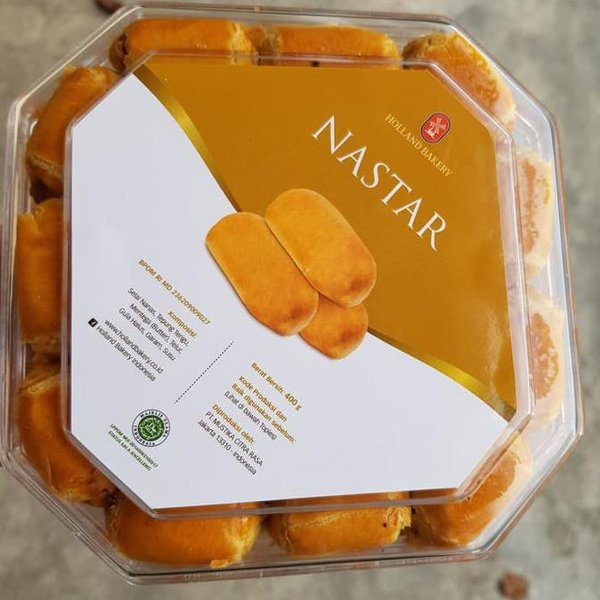 HOLLAND BAKERY
NASTAR
BPOM RI MD 236209009027
Komposisi:
Selai Nanas, Tepung Terigu,
Mentega (Butter), Telur,
Gula Halus, Garam, Susu
www.hollandbakery.co.id
Holland Bakery Indonesia
Berat Bersih: 400 g
Kode Produksi dan
Baik digunakan sebelum:
(Lihat di bawah Toples)
Diproduksi oleh:
PT. MUSTIKA CITRA RASA
Jakarta 13310 - Indonesia